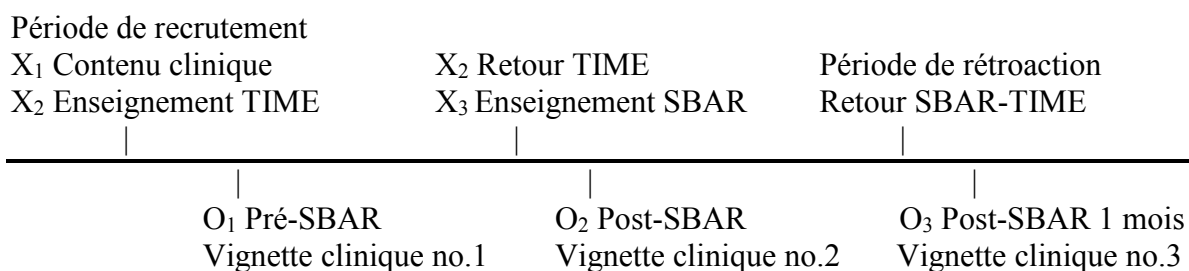 Période de recrutement
X₁ Contenu clinique X₂ Retour TIME Période de rétroaction
X₂ Enseignement TIME X₃ Enseignement SBAR Retour SBAR-TIME
O₁ Pré-SBAR O₂ Post-SBAR O₃ Post-SBAR 1 mois
Vignette clinique no.1 Vignette clinique no.2 Vignette clinique no.3